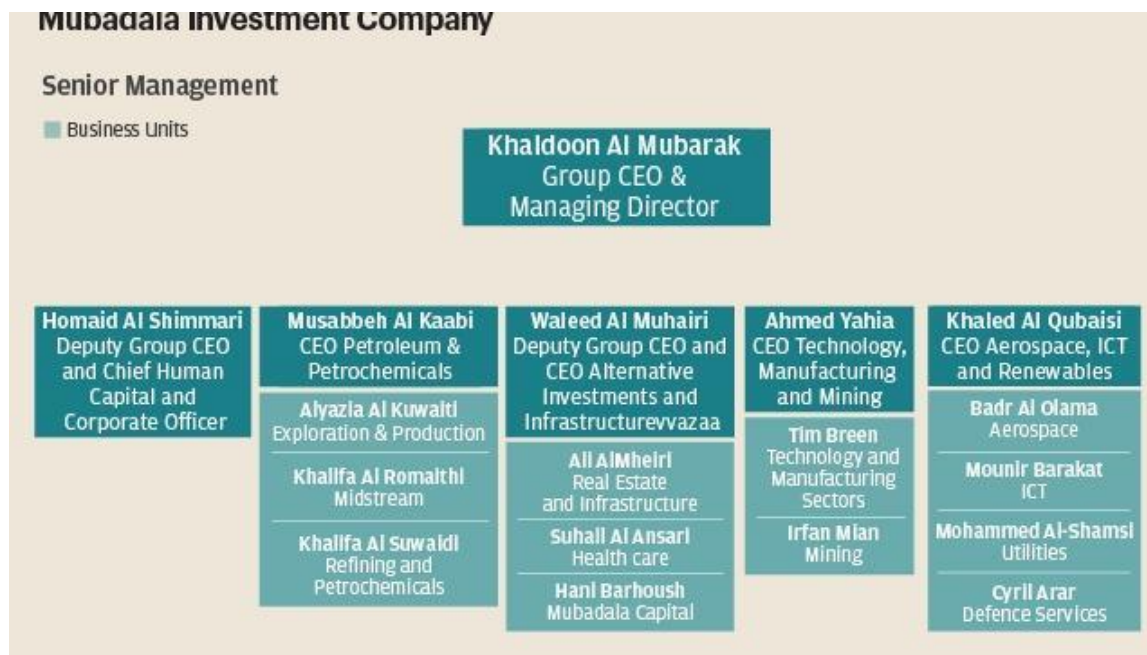 Mubadala Investment Company
Senior Management
Business Units
Khaldoon Al Mubarak
Group CEO &
Managing Director
Homaid Al Shimmari
Deputy Group CEO
and Chief Human
Capital and
Corporate Officer
Musabbeh Al Kaabi
CEO Petroleum &
Petrochemicals
Alyazia Al Kuwaiti
Exploration & Production
Khalifa Al Romaithi
Midstream
Khalifa Al Suwaidi
Refining and
Petrochemicals
Waleed Al Muhairi
Deputy Group CEO and
CEO Alternative
Investments and
Infrastructurevvazaa
Ali AlMheiri
Real Estate
and Infrastructure
Suhail Al Ansari
Health care
Hani Barhoush
Mubadala Capital
Ahmed Yahia
CEO Technology,
Manufacturing
and Mining
Tim Breen
Technology and
Manufacturing
Sectors
Irfan Mian
Mining
Khaled Al Qubaisi
CEO Aerospace, ICT
and Renewables
Badr Al Olama
Aerospace
Mounir Barakat
ICT
Mohammed Al-Shamsi
Utilities
Cyril Arar
Defence Services